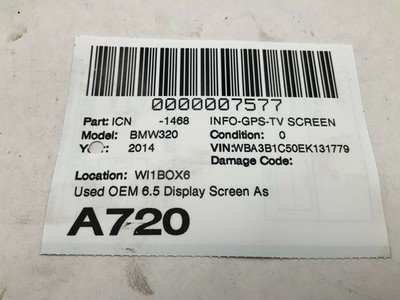 0000007577
Part: ICN -1468 INFO-GPS-TV SCREEN
Model: BMW320 Condition: 0
2014 VIN:WBA3B1C50EK131779
Damage Code:
Location: WI1BOX6
Used OEM 6.5 Display Screen As
A720